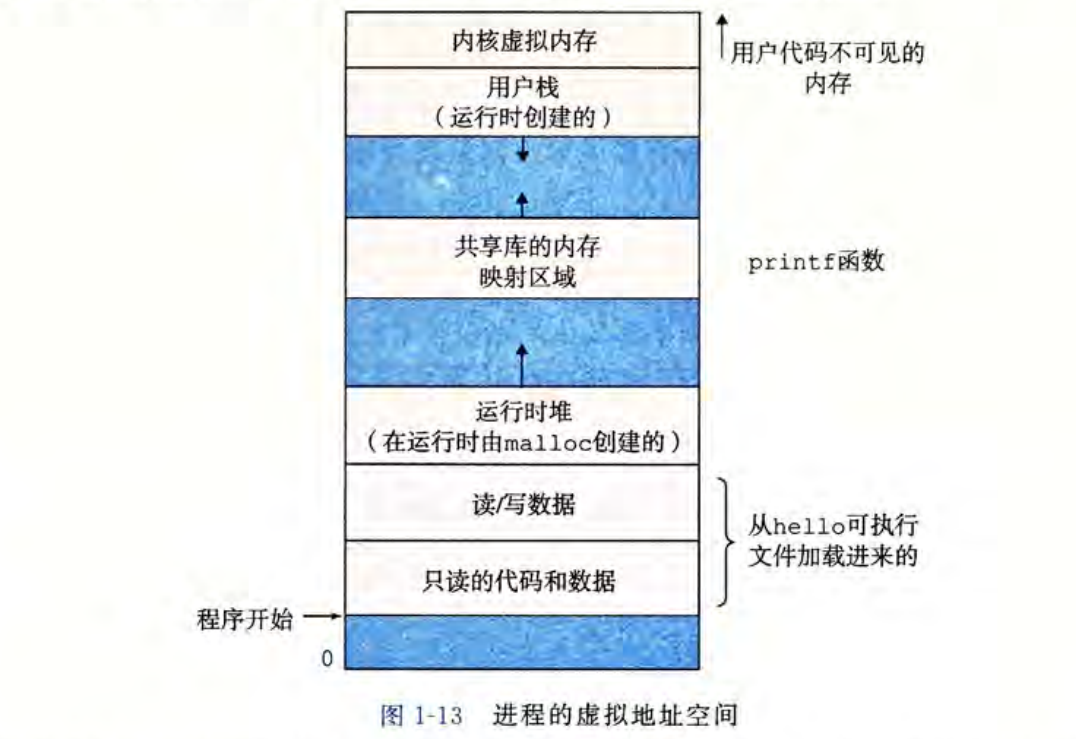 内核虚拟内存
用户代码不可见的
内存
用户栈
（运行时创建的）
共享库的内存
映射区域
printf函数
运行时堆
（在运行时由malloc创建的）
读/写数据
从hello可执行
文件加载进来的
只读的代码和数据
程序开始
0
图 1-13 进程的虚拟地址空间